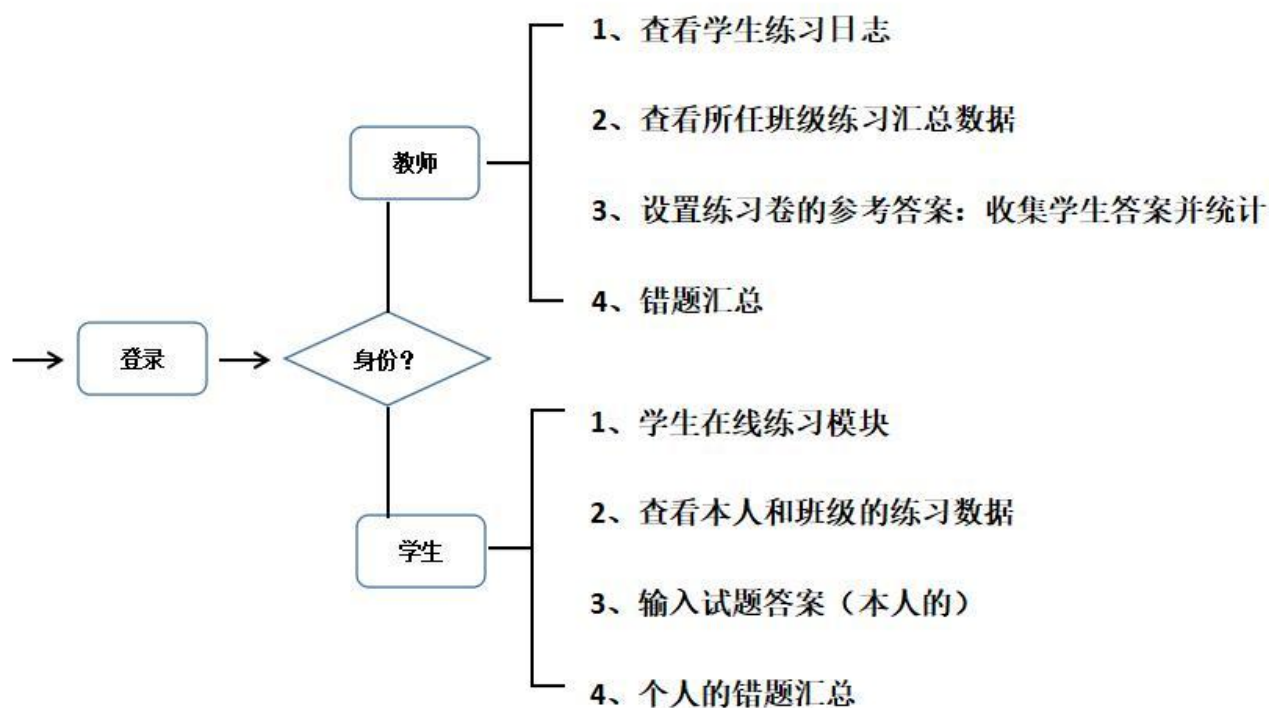 登录
身份?
教师
1、查看学生练习日志
2、查看所任班级练习汇总数据
3、设置练习卷的参考答案：收集学生答案并统计
4、错题汇总
学生
1、学生在线练习模块
2、查看本人和班级的练习数据
3、输入试题答案（本人的）
4、个人的错题汇总